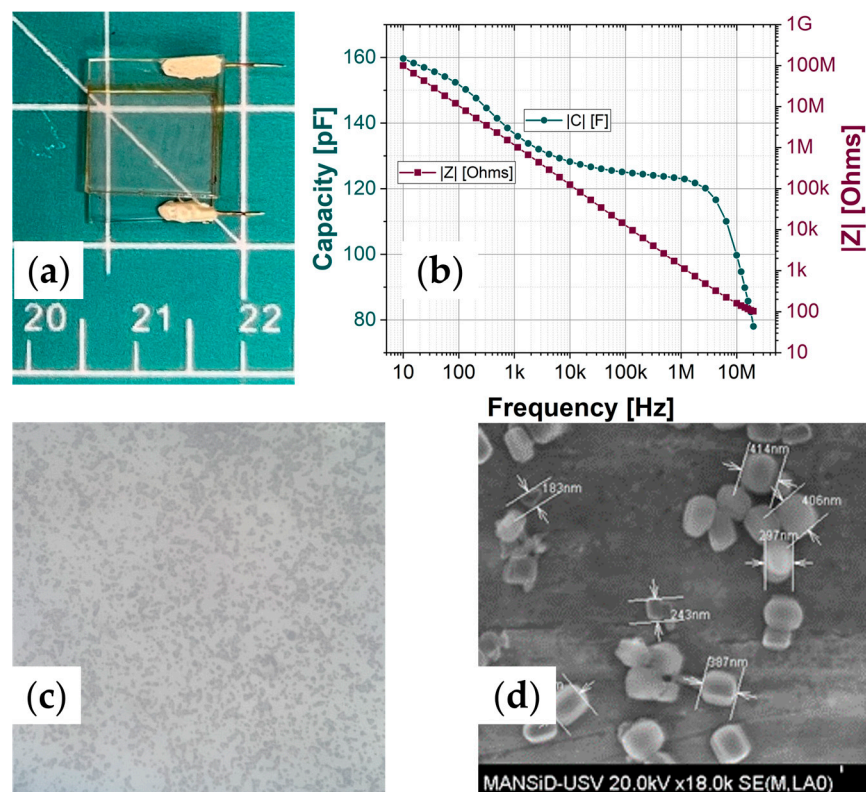 (a)
20 21 22
(b)
Capacity [pF]
160
140
120
100
80
1G
100M
10M
1M
100k
10k
1k
100
10
|Z| [Ohms]
|C| [F]
|Z| [Ohms]
10 100 1k 10k 100k 1M 10M
Frequency [Hz]
(c)
(d)
414nm
183nm
406nm
297nm
243nm
387nm
MANSiD-USV 20.0kV x18.0k SE(M,LA0)